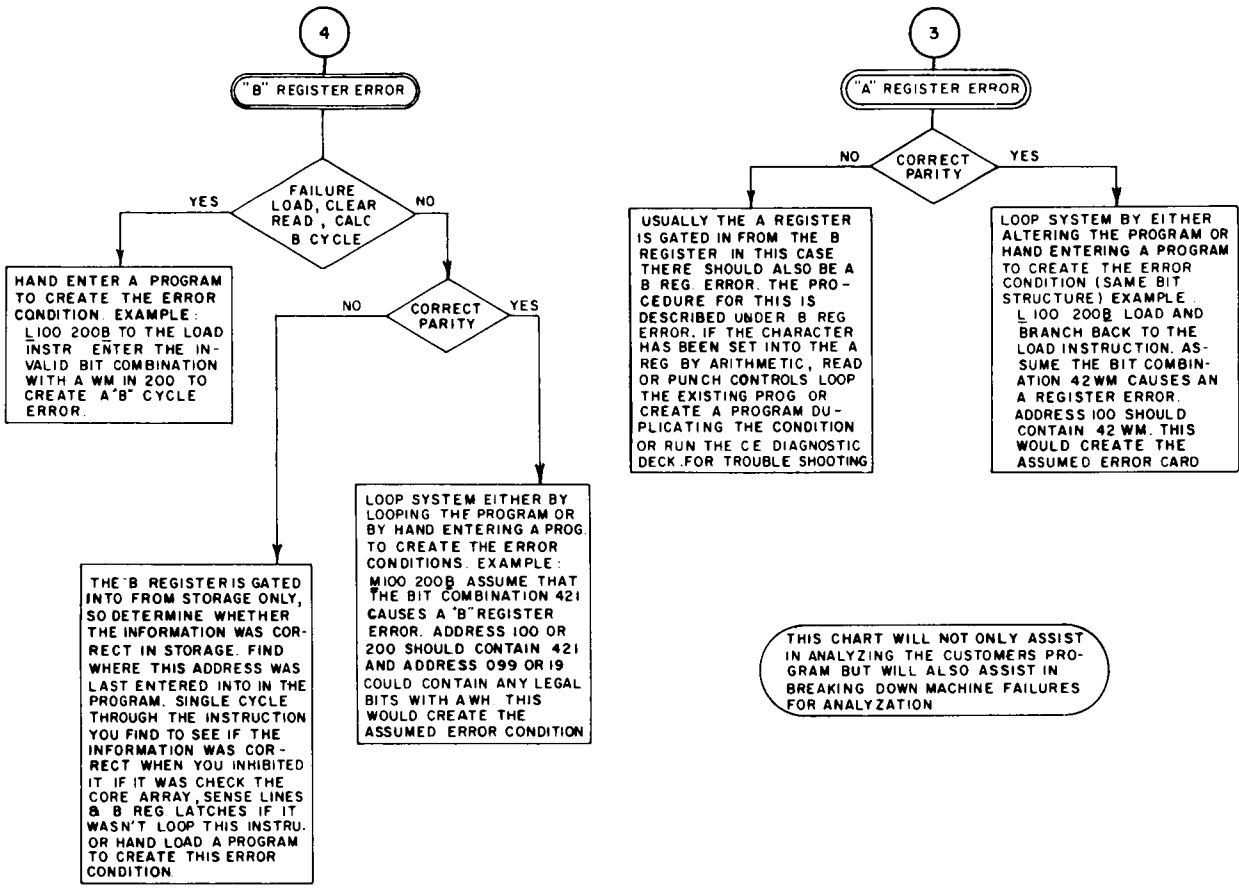 4
"B" REGISTER ERROR
FAILURE
LOAD, CLEAR
READ, CALC
B CYCLE
YES
NO
HAND ENTER A PROGRAM
TO CREATE THE ERROR
CONDITION. EXAMPLE:
L100 200B TO THE LOAD
INSTR ENTER THE IN-
VALID BIT COMBINATION
WITH A WM IN 200 TO
CREATE A "B" CYCLE
ERROR.
CORRECT
PARITY
NO
YES
THE B REGISTER IS GATED
INTO FROM STORAGE ONLY,
SO DETERMINE WHETHER
THE INFORMATION WAS COR-
RECT IN STORAGE. FIND
WHERE THIS ADDRESS WAS
LAST ENTERED INTO IN THE
PROGRAM. SINGLE CYCLE
THROUGH THE INSTRUCTION
YOU FIND TO SEE IF THE
INFORMATION WAS COR-
RECT WHEN YOU INHIBITED
IT IF IT WAS CHECK THE
CORE ARRAY, SENSE LINES
& B REG. LATCHES IF IT
WASN'T LOOP THIS INSTRU.
OR HAND LOAD A PROGRAM
TO CREATE THIS ERROR
CONDITION.
LOOP SYSTEM EITHER BY
LOOPING THE PROGRAM OR
BY HAND ENTERING A PROG.
TO CREATE THE ERROR
CONDITIONS. EXAMPLE:
M100 200B ASSUME THAT
THE BIT COMBINATION 421
CAUSES A "B" REGISTER
ERROR. ADDRESS 100 OR
200 SHOULD CONTAIN 421
AND ADDRESS 099 OR 19
COULD CONTAIN ANY LEGAL
BITS WITH A WH. THIS
WOULD CREATE THE
ASSUMED ERROR CONDITION
3
"A" REGISTER ERROR
CORRECT
PARITY
NO
YES
USUALLY THE A REGISTER
IS GATED IN FROM THE B
REGISTER IN THIS CASE
THERE SHOULD ALSO BE A
B REG. ERROR. THE PRO-
CEDURE FOR THIS IS
DESCRIBED UNDER B REG
ERROR. IF THE CHARACTER
HAS BEEN SET INTO THE A
REG BY ARITHMETIC, READ
OR PUNCH CONTROLS LOOP
THE EXISTING PROG OR
CREATE A PROGRAM DU-
PLICATING THE CONDITION
OR RUN THE CE DIAGNOSTIC
DECK. FOR TROUBLE SHOOTING
LOOP SYSTEM BY EITHER
ALTERING THE PROGRAM OR
HAND ENTERING A PROGRAM
TO CREATE THE ERROR
CONDITION (SAME BIT
STRUCTURE) EXAMPLE
L 100 200B LOAD AND
BRANCH BACK TO THE
LOAD INSTRUCTION. AS-
SUME THE BIT COMBIN-
ATION 42WM CAUSES AN
A REGISTER ERROR.
ADDRESS 100 SHOULD
CONTAIN 42 WM. THIS
WOULD CREATE THE
ASSUMED ERROR CARD
THIS CHART WILL NOT ONLY ASSIST
IN ANALYZING THE CUSTOMERS PRO-
GRAM BUT WILL ALSO ASSIST IN
BREAKING DOWN MACHINE FAILURES
FOR ANALYZATION